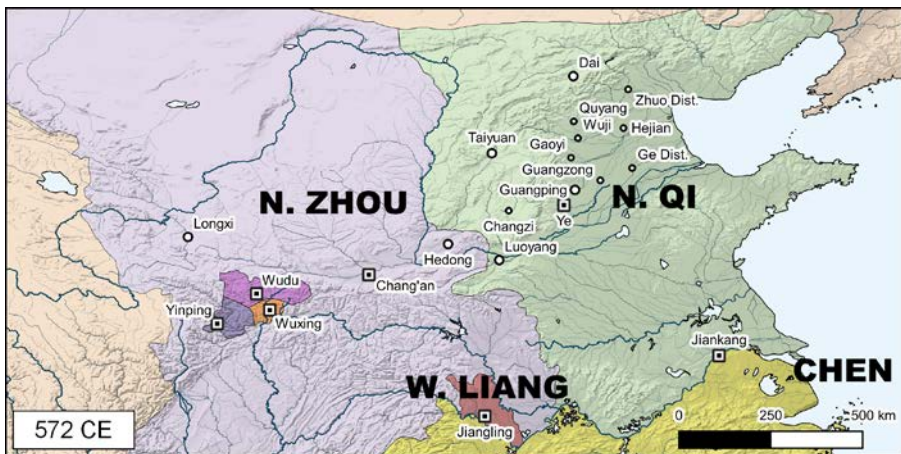 Dai
Zhuo Dist.
Quyang
Wuji
Hejian
Taiyuan
Gaoyi
Ge Dist.
Guangzong
Guangping
N. ZHOU
N. QI
Ye
Longxi
Changzi
Luoyang
Hedong
Wudu
Chang'an
Yinping
Wuxing
Jiankang
W. LIANG
CHEN
Jiangling
0 250 500 km
572 CE